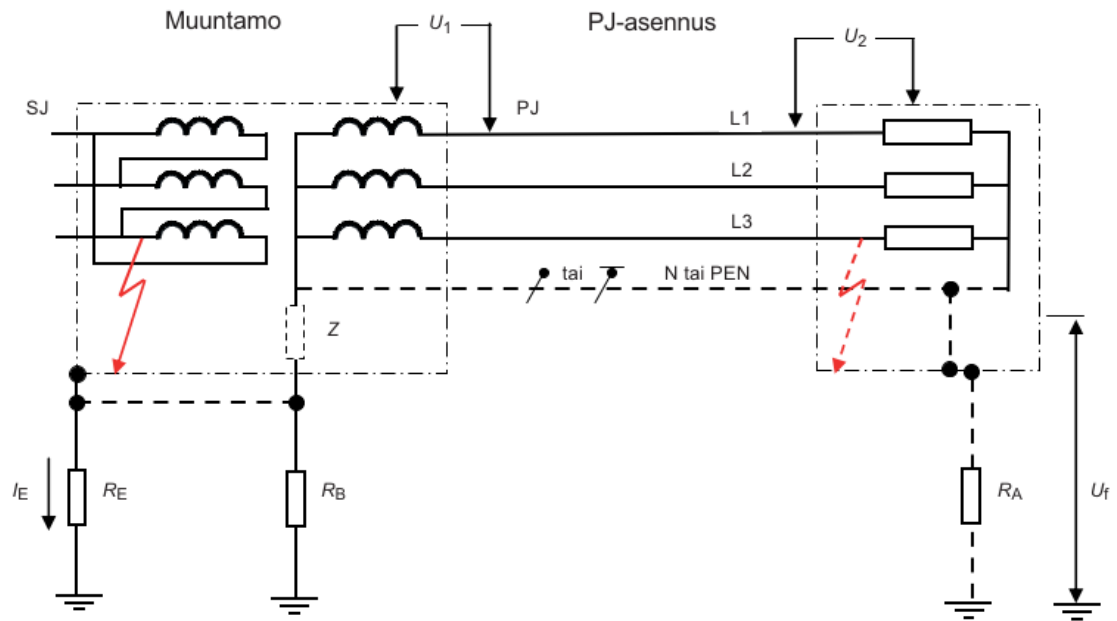 Muuntamo
U1
PJ-asennus
U2
SJ
PJ
L1
L2
L3
tai
N tai PEN
Z
IE
RE
RB
RA
Uf